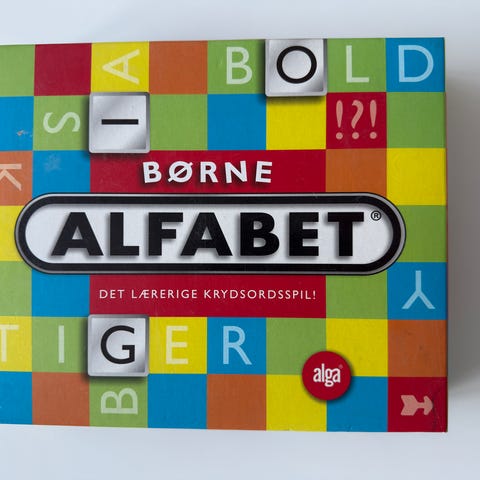 BOLD
A
S
I
!?!
K
BØRNE
ALFABET®
DET LÆRERIGE KRYDSORDSSPIL!
Y
TIGER
alga®
B